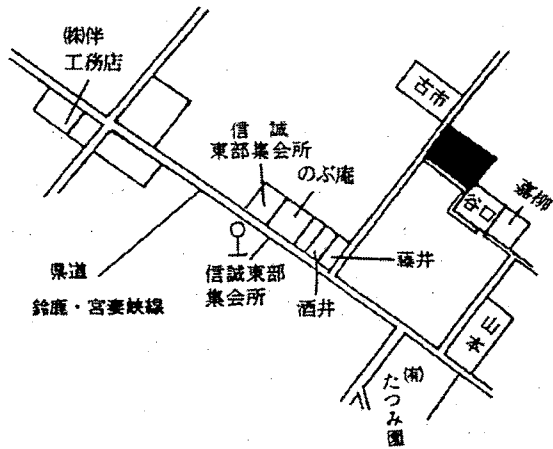 ㈱伴
工務店
信誠
東部集会所
のぶ庵
古市
谷口
嘉柳
藤井
酒井
信誠東部
集会所
県道
鈴鹿・宮妻峡線
山本
㈲
たつみ園